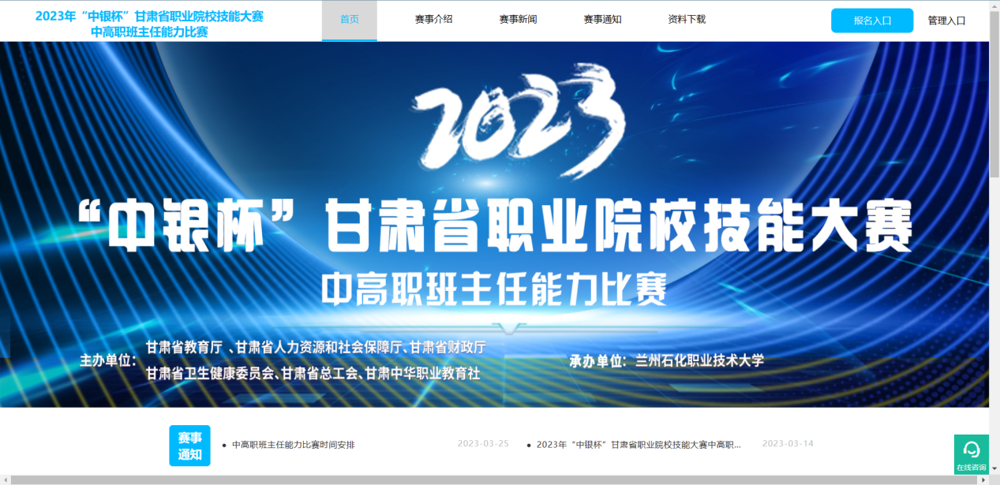 2023年“中银杯”甘肃省职业院校技能大赛
中高职班主任能力比赛
首页
赛事介绍
赛事新闻
赛事通知
资料下载
报名入口
管理入口
2023
“中银杯”甘肃省职业院校技能大赛
中高职班主任能力比赛
主办单位：
甘肃省教育厅 、甘肃省人力资源和社会保障厅、甘肃省财政厅
甘肃省卫生健康委员会、甘肃省总工会、甘肃中华职业教育社
承办单位：兰州石化职业技术大学
赛事
通知
中高职班主任能力比赛时间安排
2023-03-25
2023年“中银杯”甘肃省职业院校技能大赛中高职...
2023-03-14
在线咨询